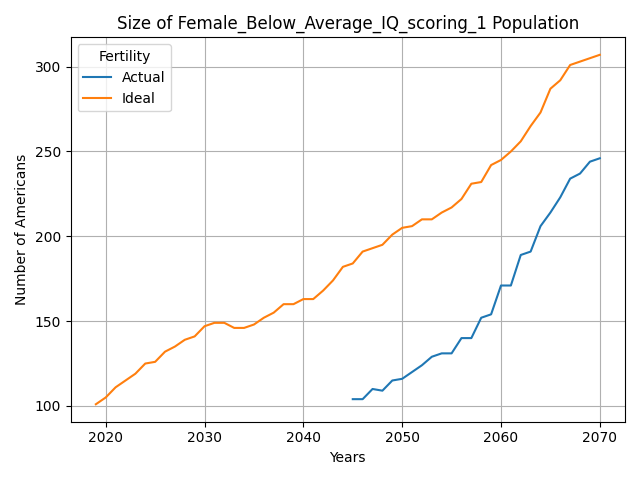 Size of Female_Below_Average_IQ_scoring_1 Population
Fertility
Actual
Ideal
300
250
200
150
100
Number of Americans
2020 2030 2040 2050 2060 2070
Years